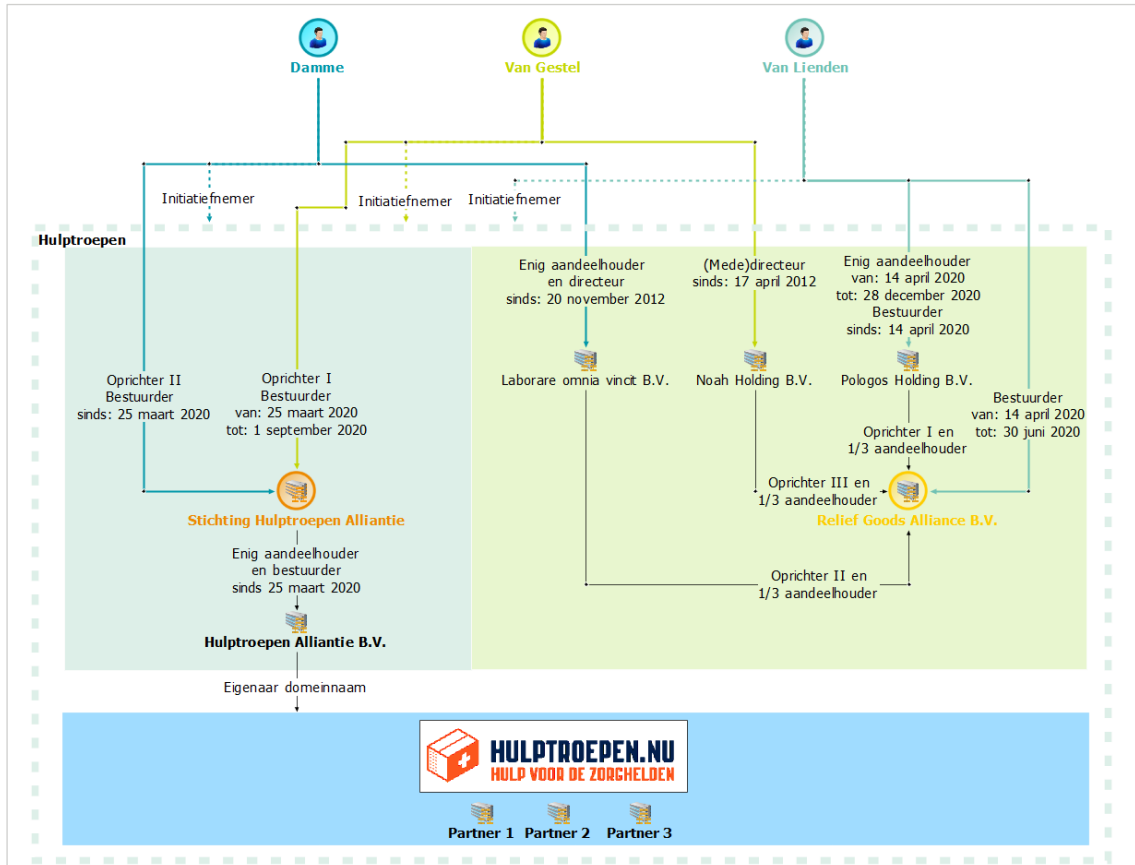 Damme
Van Gestel
Van Lienden
Initiatiefnemer
Initiatiefnemer
Initiatiefnemer
Hulptroepen
Enig aandeelhouder
en directeur
sinds: 20 november 2012
(Mede)directeur
sinds: 17 april 2012
Enig aandeelhouder
van: 14 april 2020
tot: 28 december 2020
Bestuurder
sinds: 14 april 2020
Oprichter II
Bestuurder
sinds: 25 maart 2020
Oprichter I
Bestuurder
van: 25 maart 2020
tot: 1 september 2020
Laborare omnia vincit B.V.
Noah Holding B.V.
Pologos Holding B.V.
Bestuurder
van: 14 april 2020
tot: 30 juni 2020
Oprichter I en
1/3 aandeelhouder
Oprichter III en
1/3 aandeelhouder
Stichting Hulptroepen Alliantie
Relief Goods Alliance B.V.
Enig aandeelhouder
en bestuurder
sinds 25 maart 2020
Oprichter II en
1/3 aandeelhouder
Hulptroepen Alliantie B.V.
Eigenaar domeinnaam
HULPTROEPEN.NU
HULP VOOR DE ZORGHELDEN
Partner 1
Partner 2
Partner 3